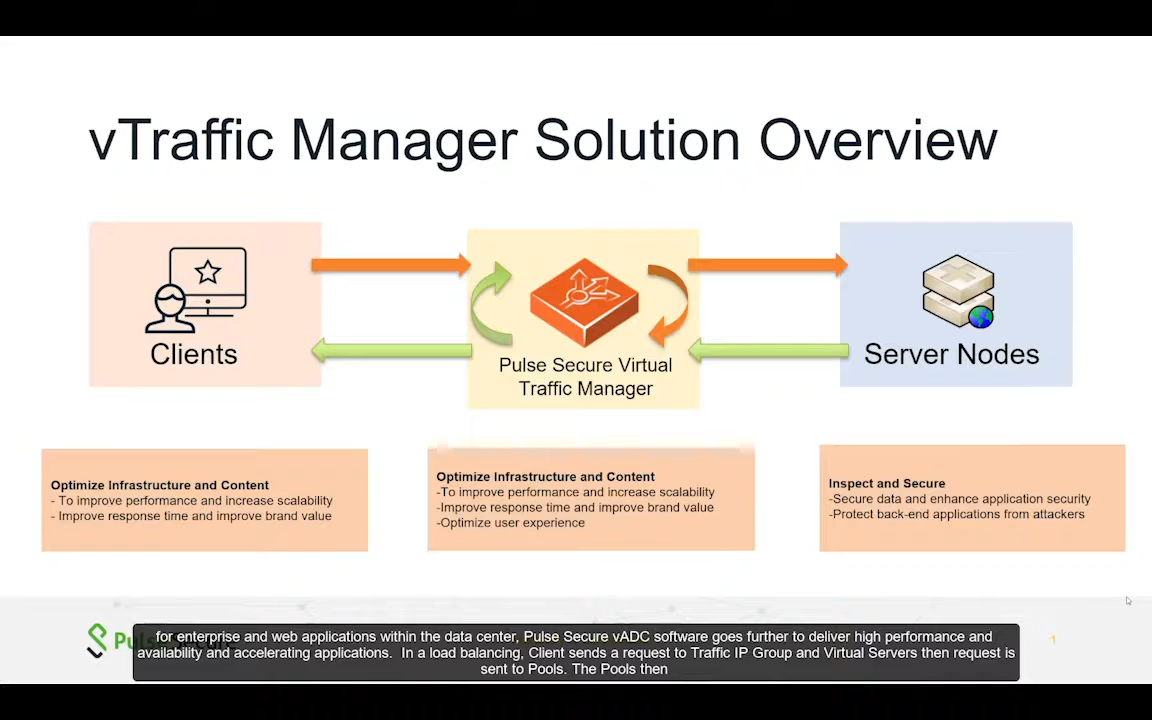 vTraffic Manager Solution Overview
Clients
Pulse Secure Virtual
Traffic Manager
Server Nodes
Optimize Infrastructure and Content
- To improve performance and increase scalability
- Improve response time and improve brand value
Optimize Infrastructure and Content
-To improve performance and increase scalability
-Improve response time and improve brand value
-Optimize user experience
Inspect and Secure
-Secure data and enhance application security
-Protect back-end applications from attackers
for enterprise and web applications within the data center, Pulse Secure vADC software goes further to deliver high performance and
availability and accelerating applications.  In a load balancing, Client sends a request to Traffic IP Group and Virtual Servers then request is
sent to Pools. The Pools then
1